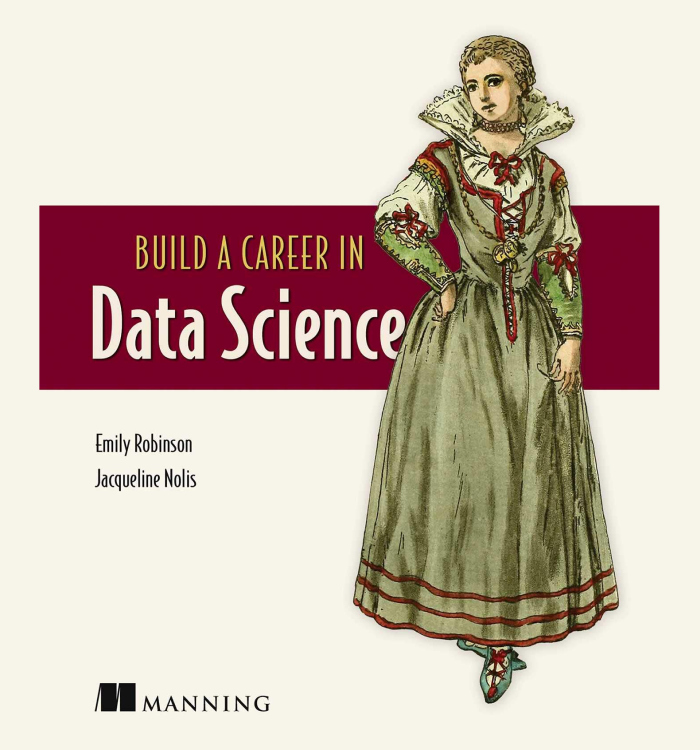 BUILD A CAREER IN
Data Science
Emily Robinson
Jacqueline Nolis
MANNING